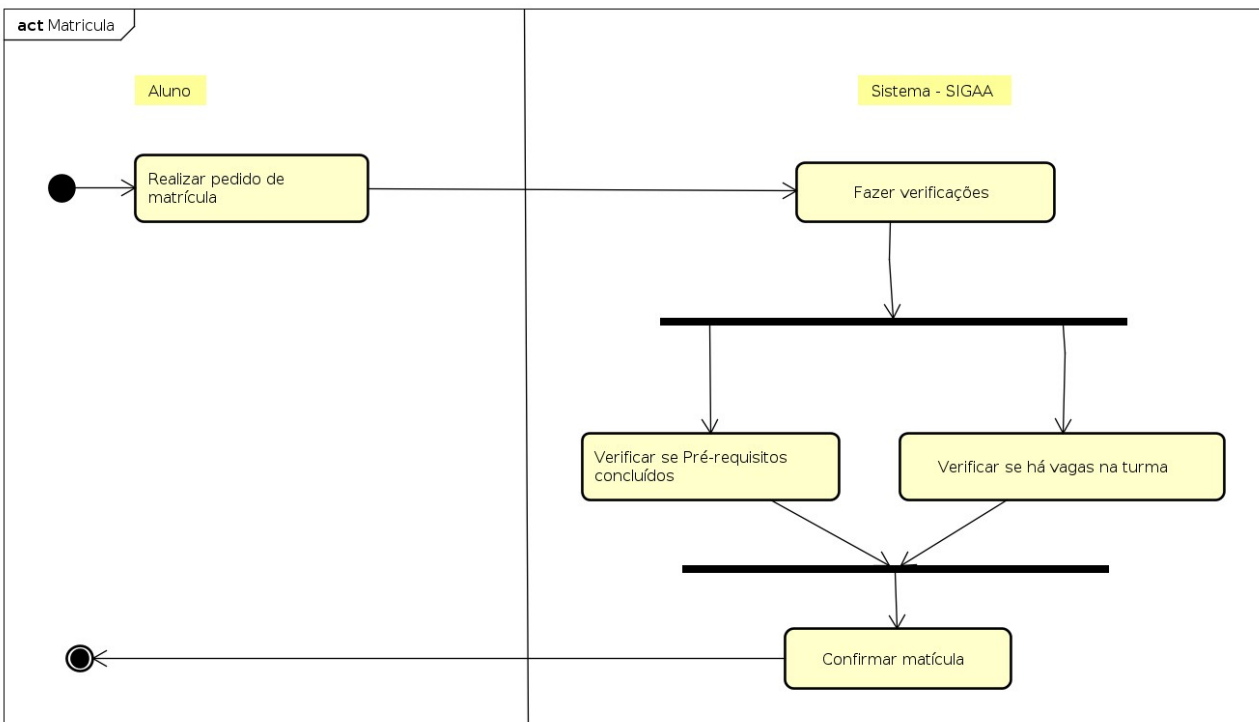 act Matricula
Aluno
Sistema - SIGAA
Realizar pedido de
matrícula
Fazer verificações
Verificar se Pré-requisitos
concluídos
Verificar se há vagas na turma
Confirmar matícula